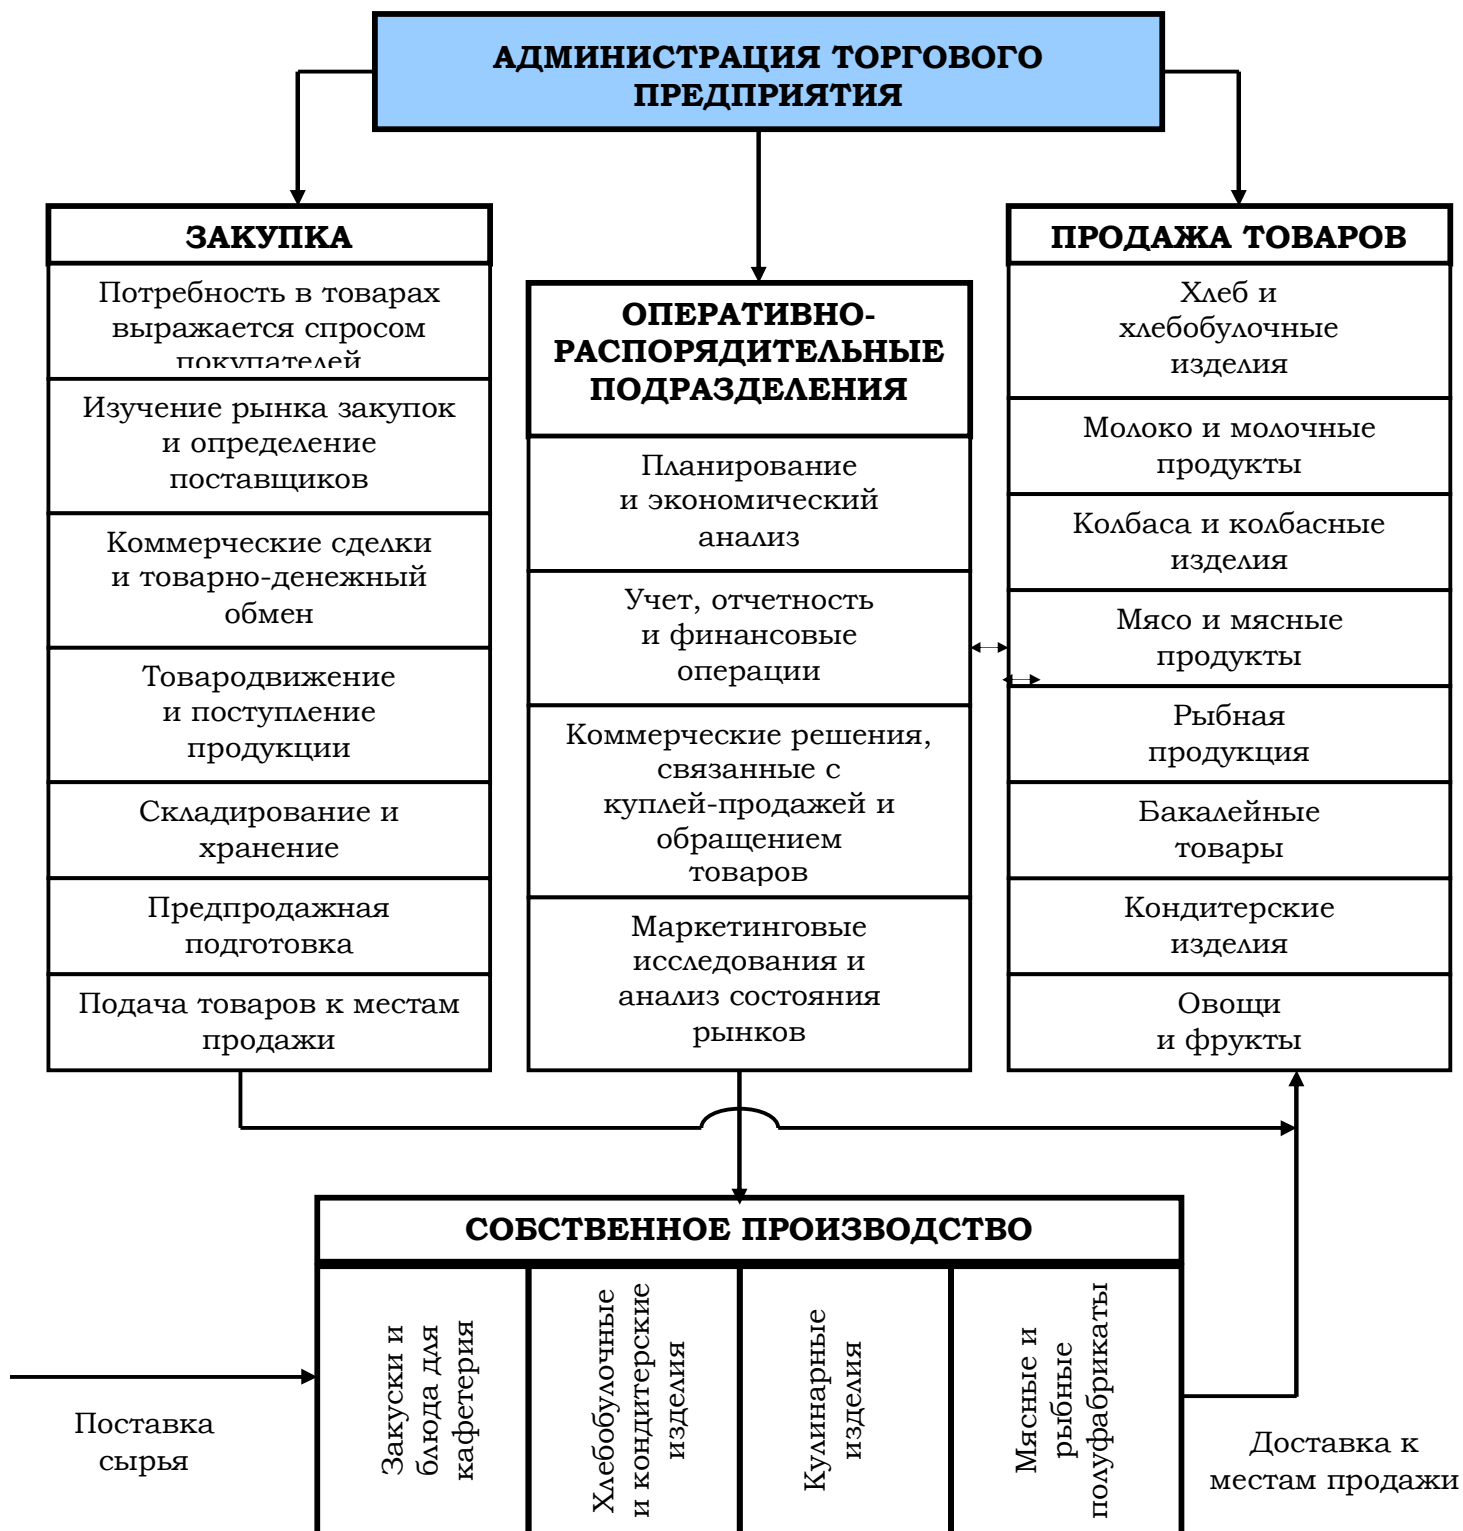 АДМИНИСТРАЦИЯ ТОРГОВОГО
ПРЕДПРИЯТИЯ
ЗАКУПКА
Потребность в товарах
выражается спросом
покупателей
Изучение рынка закупок
и определение
поставщиков
Коммерческие сделки
и товарно-денежный
обмен
Товародвижение
и поступление
продукции
Складирование и
хранение
Предпродажная
подготовка
Подача товаров к местам
продажи
ОПЕРАТИВНО-
РАСПОРЯДИТЕЛЬНЫЕ
ПОДРАЗДЕЛЕНИЯ
Планирование
и экономический
анализ
Учет, отчетность
и финансовые
операции
Коммерческие решения,
связанные с
куплей-продажей и
обращением
товаров
Маркетинговые
исследования и
анализ состояния
рынков
ПРОДАЖА ТОВАРОВ
Хлеб и
хлебобулочные
изделия
Молоко и молочные
продукты
Колбаса и колбасные
изделия
Мясо и мясные
продукты
Рыбная
продукция
Бакалейные
товары
Кондитерские
изделия
Овощи
и фрукты
СОБСТВЕННОЕ ПРОИЗВОДСТВО
Закуски и
блюда для
кафетерия
Хлебобулочные
и кондитерские
изделия
Кулинарные
изделия
Мясные и
рыбные
полуфабрикаты
Поставка
сырья
Доставка к
местам продажи